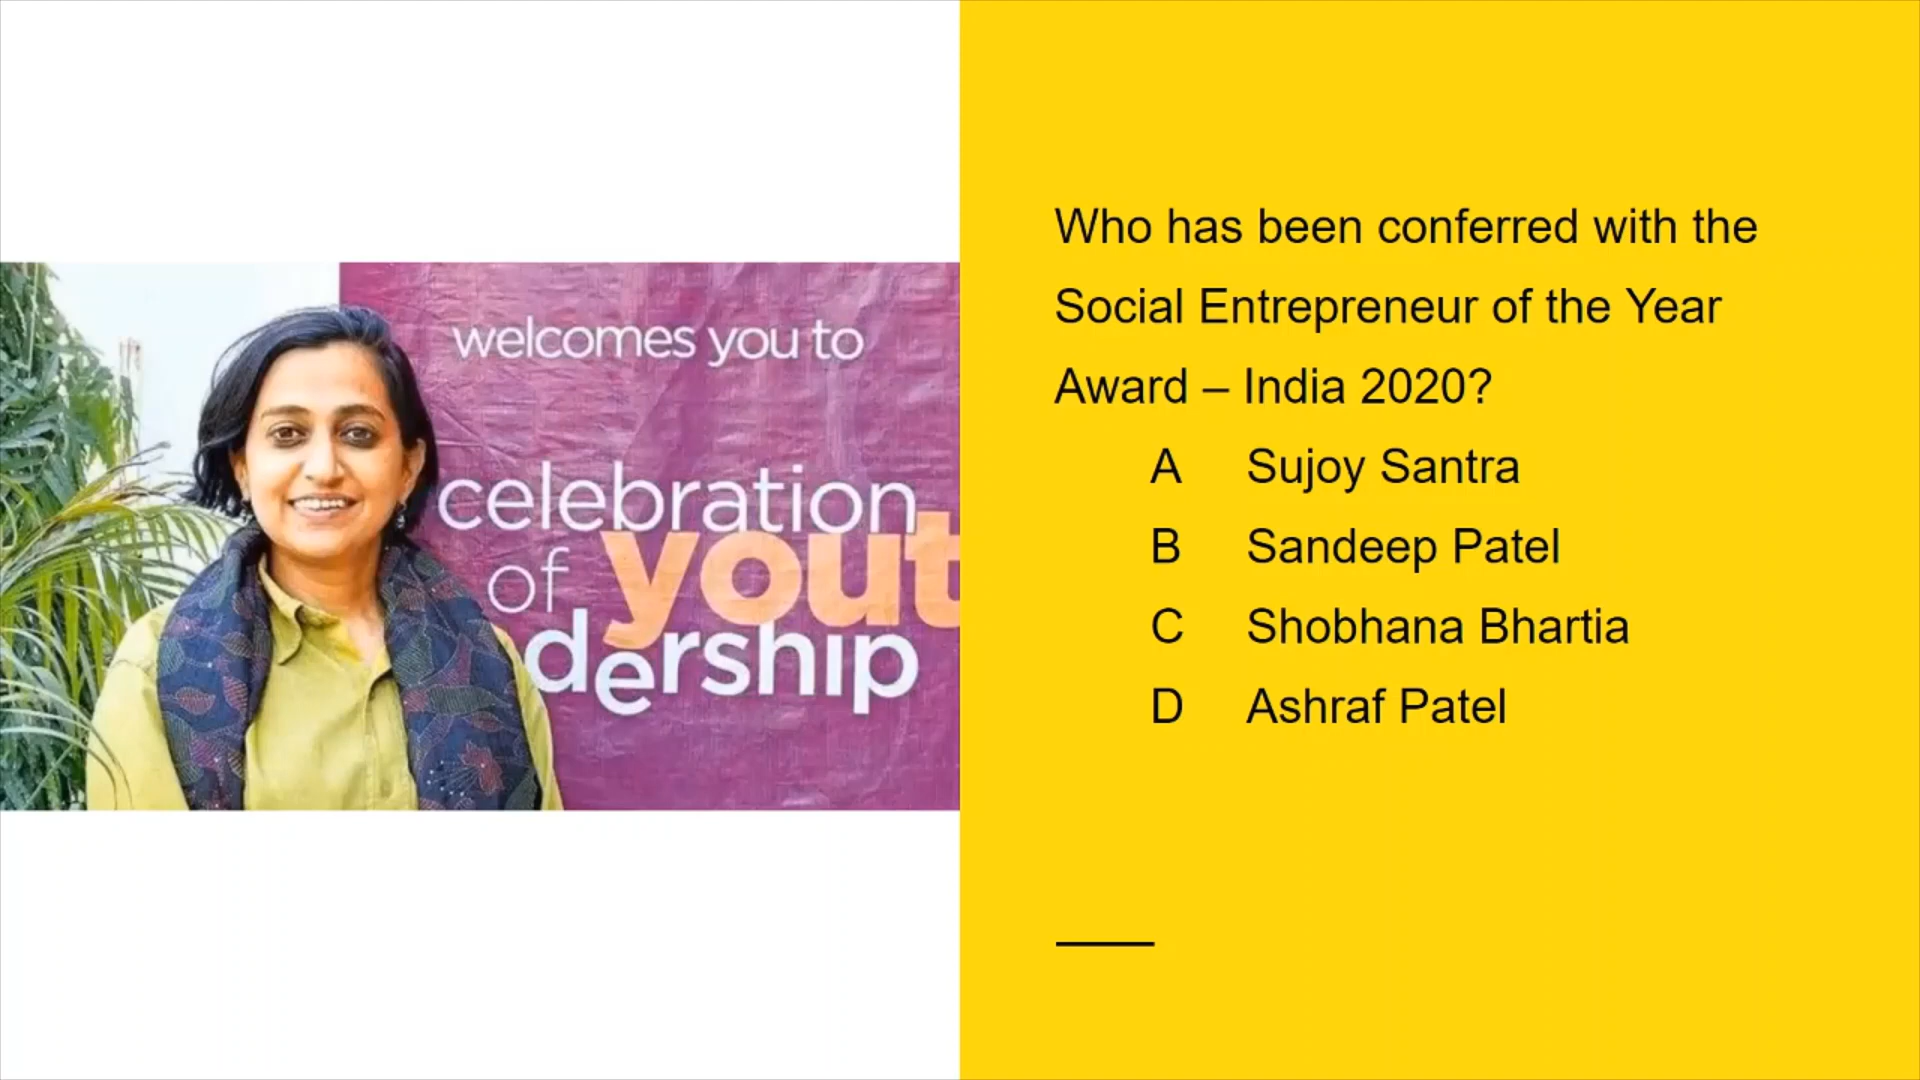 welcomes you to
celebration
of yout
dership
Who has been conferred with the
Social Entrepreneur of the Year
Award – India 2020?
A Sujoy Santra
B Sandeep Patel
C Shobhana Bhartia
D Ashraf Patel